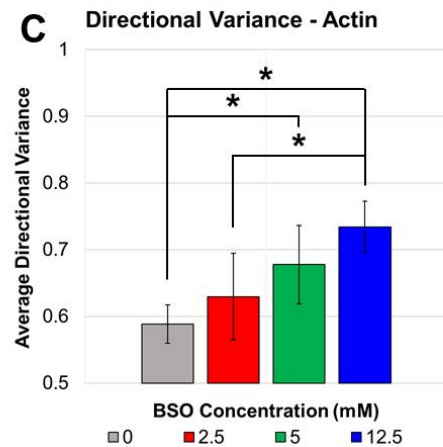 C Directional Variance - Actin
1
*
0.9
*
*
0.8
0.7
0.6
0.5
Average Directional Variance
BSO Concentration (mM)
0 2.5 5 12.5